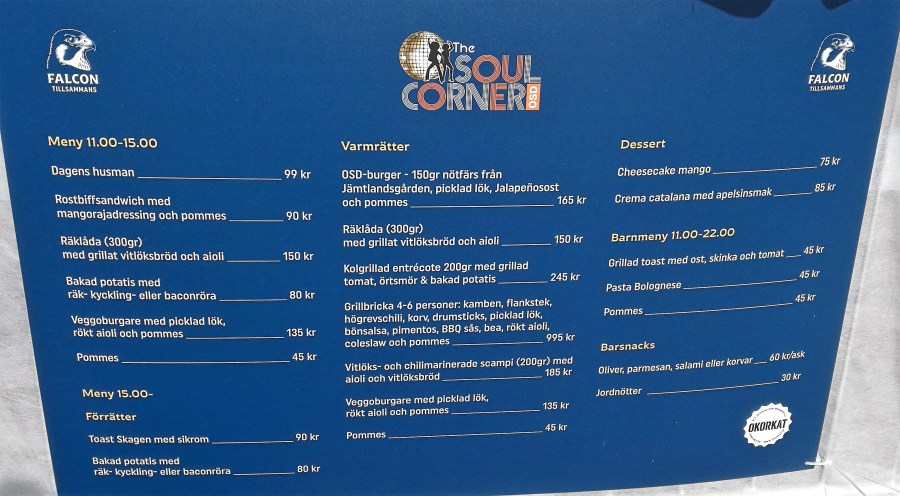 FALCON
TILLSAMMANS
The
SOUL
CORNER
OSD
FALCON
TILLSAMMANS
Meny 11.00-15.00
Dagens husman 99 kr
Rostbiffsandwich med
mangorajadressing och pommes 90 kr
Räklåda (300gr)
med grillat vitlöksbröd och aioli 150 kr
Bakad potatis med
räk- kyckling- eller baconröra 80 kr
Veggoburgare med picklad lök,
rökt aioli och pommes 135 kr
Pommes 45 kr
Meny 15.00-
Förrätter
Toast Skagen med sikrom 90 kr
Bakad potatis med
räk- kyckling- eller baconröra 80 kr
Varmrätter
OSD-burger - 150gr nötfärs från
Jämtlandsgården, picklad lök, Jalapeñosost
och pommes 165 kr
Räklåda (300gr)
med grillat vitlöksbröd och aioli 150 kr
Kolgrillad entrécote 200gr med grillad
tomat, örtsmör & bakad potatis 245 kr
Grillbricka 4-6 personer: kamben, flankstek,
högrevschili, korv, drumsticks, picklad lök,
bönsalsa, pimentos, BBQ sås, bea, rökt aioli,
coleslaw och pommes 995 kr
Vitlöks- och chilimarinerade scampi (200gr) med
aioli och vitlöksbröd 185 kr
Veggoburgare med picklad lök,
rökt aioli och pommes 135 kr
Pommes 45 kr
Dessert
Cheesecake mango 75 kr
Crema catalana med apelsinsmak 85 kr
Barnmeny 11.00-22.00
Grillad toast med ost, skinka och tomat 45 kr
Pasta Bolognese 45 kr
Pommes 45 kr
Barsnacks
Oliver, parmesan, salami eller korvar 60 kr/ask
Jordnötter 30 kr
OKORKAT